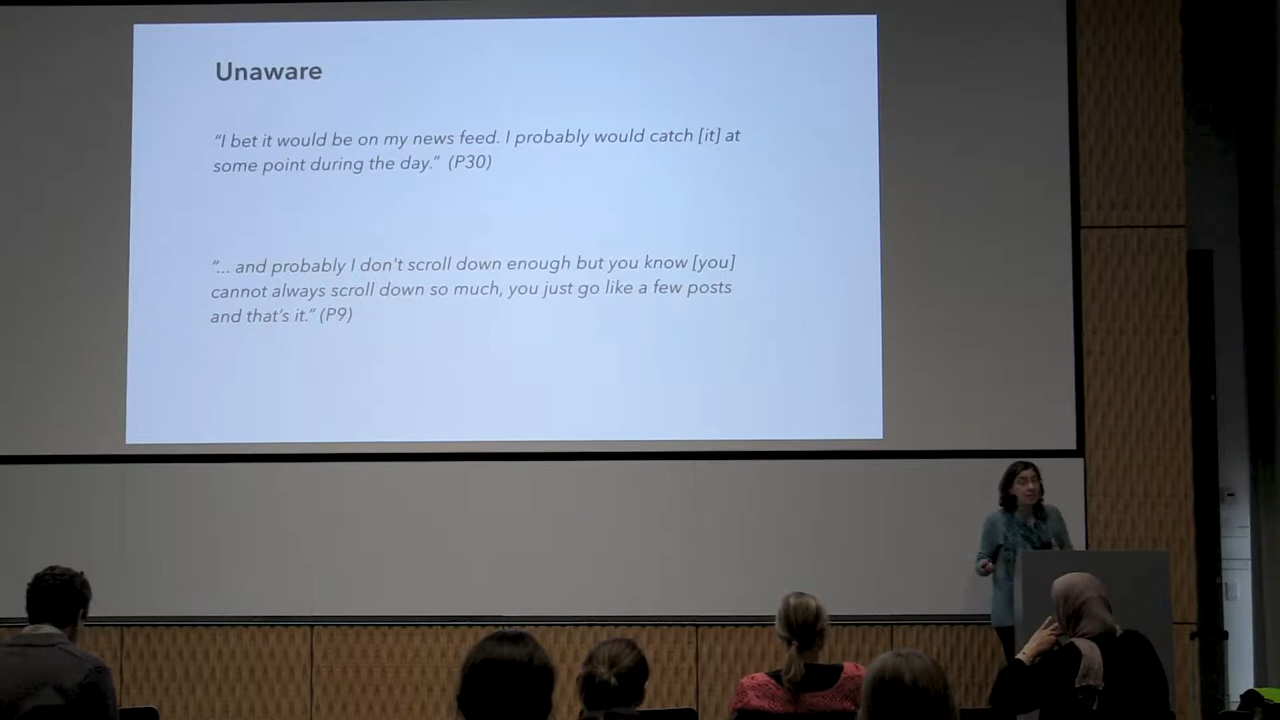 Unaware
“I bet it would be on my news feed. I probably would catch [it] at
some point during the day.” (P30)
“... and probably I don't scroll down enough but you know [you]
cannot always scroll down so much, you just go like a few posts
and that’s it.” (P9)